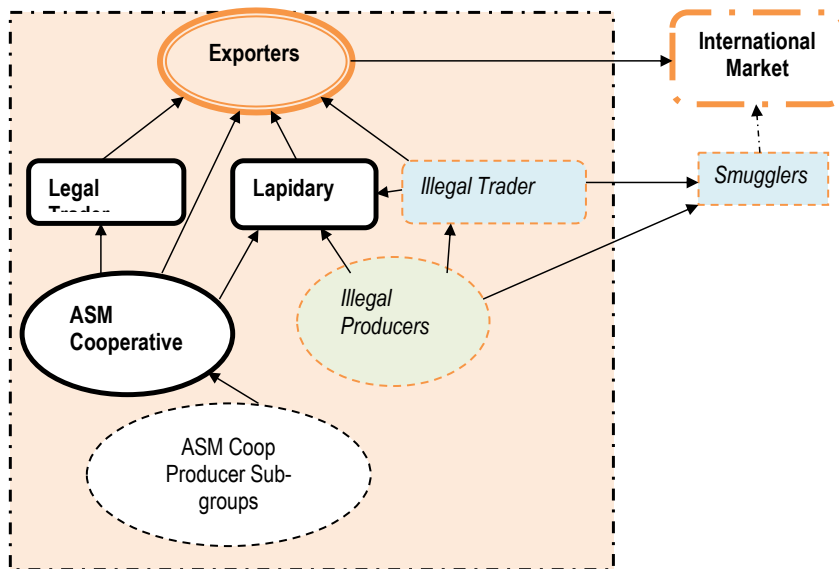 Exporters
International
Market
Legal
Lapidary
Illegal Trader
Smugglers
ASM
Cooperative
Illegal
Producers
ASM Coop
Producer Sub-
groups